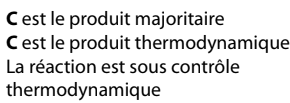 C est le produit majoritaire
C est le produit thermodynamique
La réaction est sous contrôle
thermodynamique